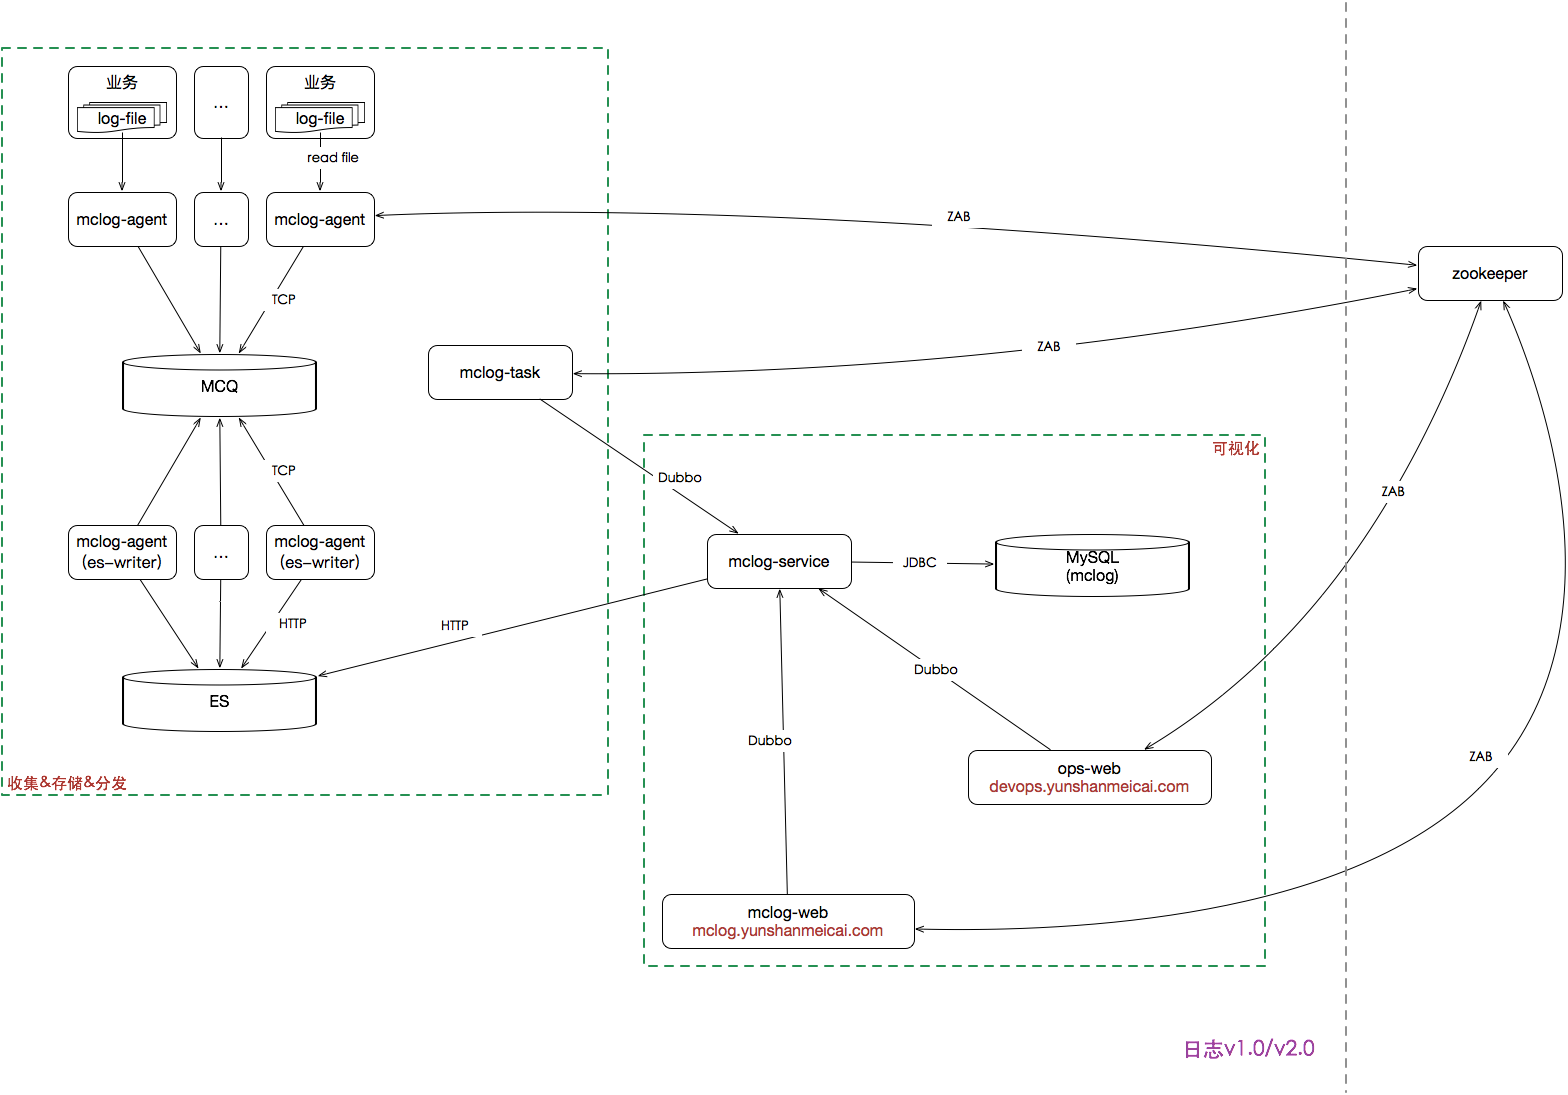 业务
...
业务
log-file
log-file
read file
mclog-agent
...
mclog-agent
ZAB
zookeeper
TCP
ZAB
MCQ
mclog-task
可视化
TCP
Dubbo
ZAB
mclog-agent
(es-writer)
...
mclog-agent
(es-writer)
mclog-service
JDBC
MySQL
(mclog)
HTTP
HTTP
Dubbo
ES
Dubbo
ZAB
ops-web
devops.yunshanmeicai.com
收集&存储&分发
mclog-web
mclog.yunshanmeicai.com
日志v1.0/v2.0